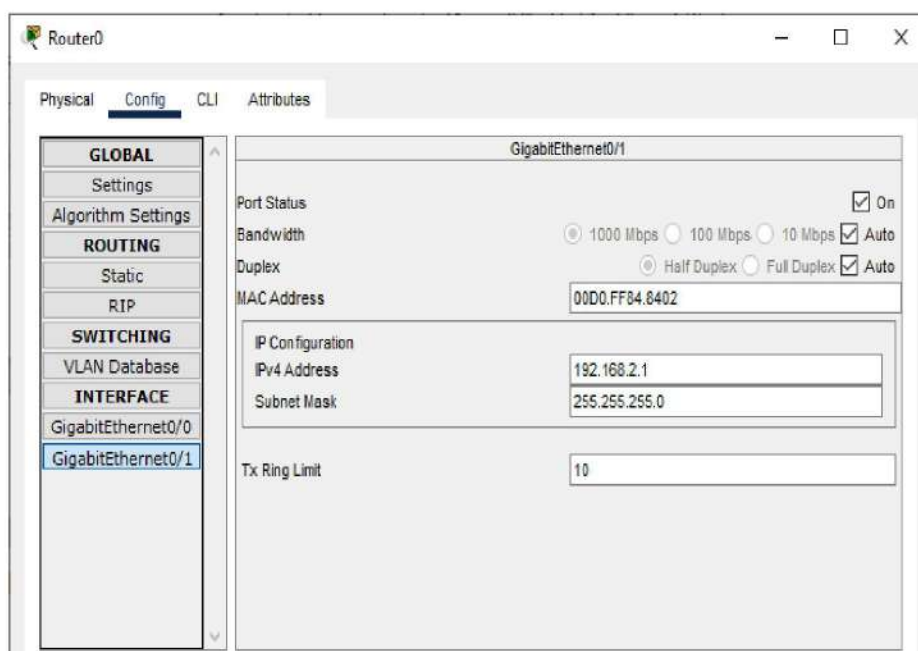 Router0
Physical Config CLI Attributes
GLOBAL
Settings
Algorithm Settings
ROUTING
Static
RIP
SWITCHING
VLAN Database
INTERFACE
GigabitEthernet0/0
GigabitEthernet0/1
GigabitEthernet0/1
Port Status On
Bandwidth 1000 Mbps 100 Mbps 10 Mbps Auto
Duplex Half Duplex Full Duplex Auto
MAC Address 00D0.FF84.8402
IP Configuration
IPv4 Address 192.168.2.1
Subnet Mask 255.255.255.0
Tx Ring Limit 10